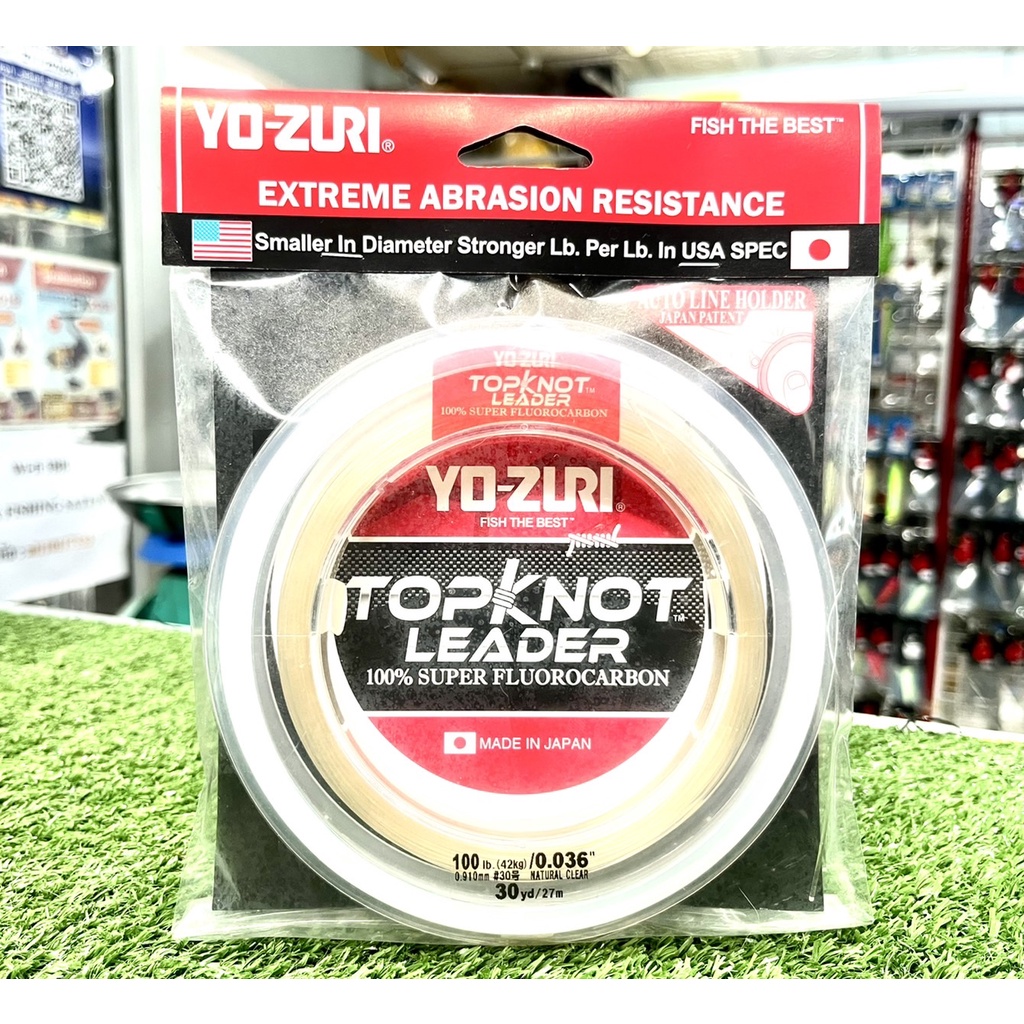 YO-ZURI®
FISH THE BEST™
EXTREME ABRASION RESISTANCE
Smaller In Diameter Stronger Lb. Per Lb. In USA SPEC
AUTO LINE HOLDER
JAPAN PATENT
YO-ZURI
TOPKNOT™
LEADER
100% SUPER FLUOROCARBON
YO-ZURI®
FISH THE BEST™
TOPKNOT™
LEADER
100% SUPER FLUOROCARBON
MADE IN JAPAN
100 lb. (42kg)/0.036"
0.910mm #30号 NATURAL CLEAR
30yd/27m